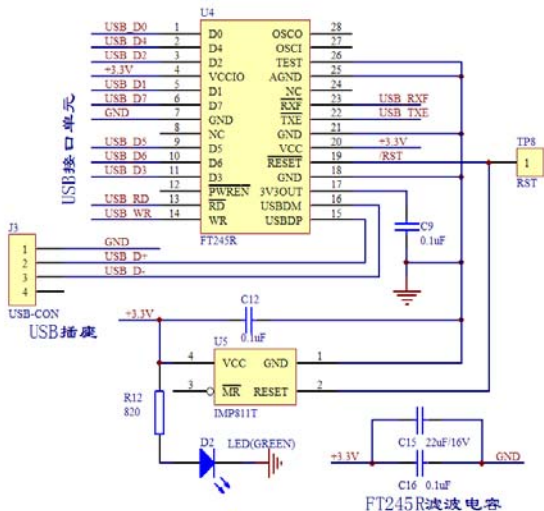 U4
USB_D0 1 D0 OSCO 28
USB_D4 2 D4 OSCI 27
USB_D2 3 D2 TEST 26
+3.3V 4 VCCIO AGND 25
USB_D1 5 D1 NC 24
USB_D7 6 D7 RXF 23 USB_RXF
GND 7 GND TXE 22 USB_TXE
8 NC GND 21
USB_D5 9 D5 VCC 20 +3.3V
USB_D6 10 D6 RESET 19 /RST
USB_D3 11 D3 GND 18
12 PWREN 3V3OUT 17
USB_RD 13 RD USBDM 16
USB_WR 14 WR USBDP 15
FT245R
USB接口单元
TP8
1
RST
C9
0.1uF
J3
1 GND
2 USB_D+
3 USB_D-
4
USB-CON
USB插座
+3.3V
C12
0.1uF
U5
4 VCC GND 1
3 MR RESET 2
IMP811T
R12
820
D2
LED(GREEN)
C15 22uF/16V
+3.3V
GND
C16 0.1uF
FT245R滤波电容